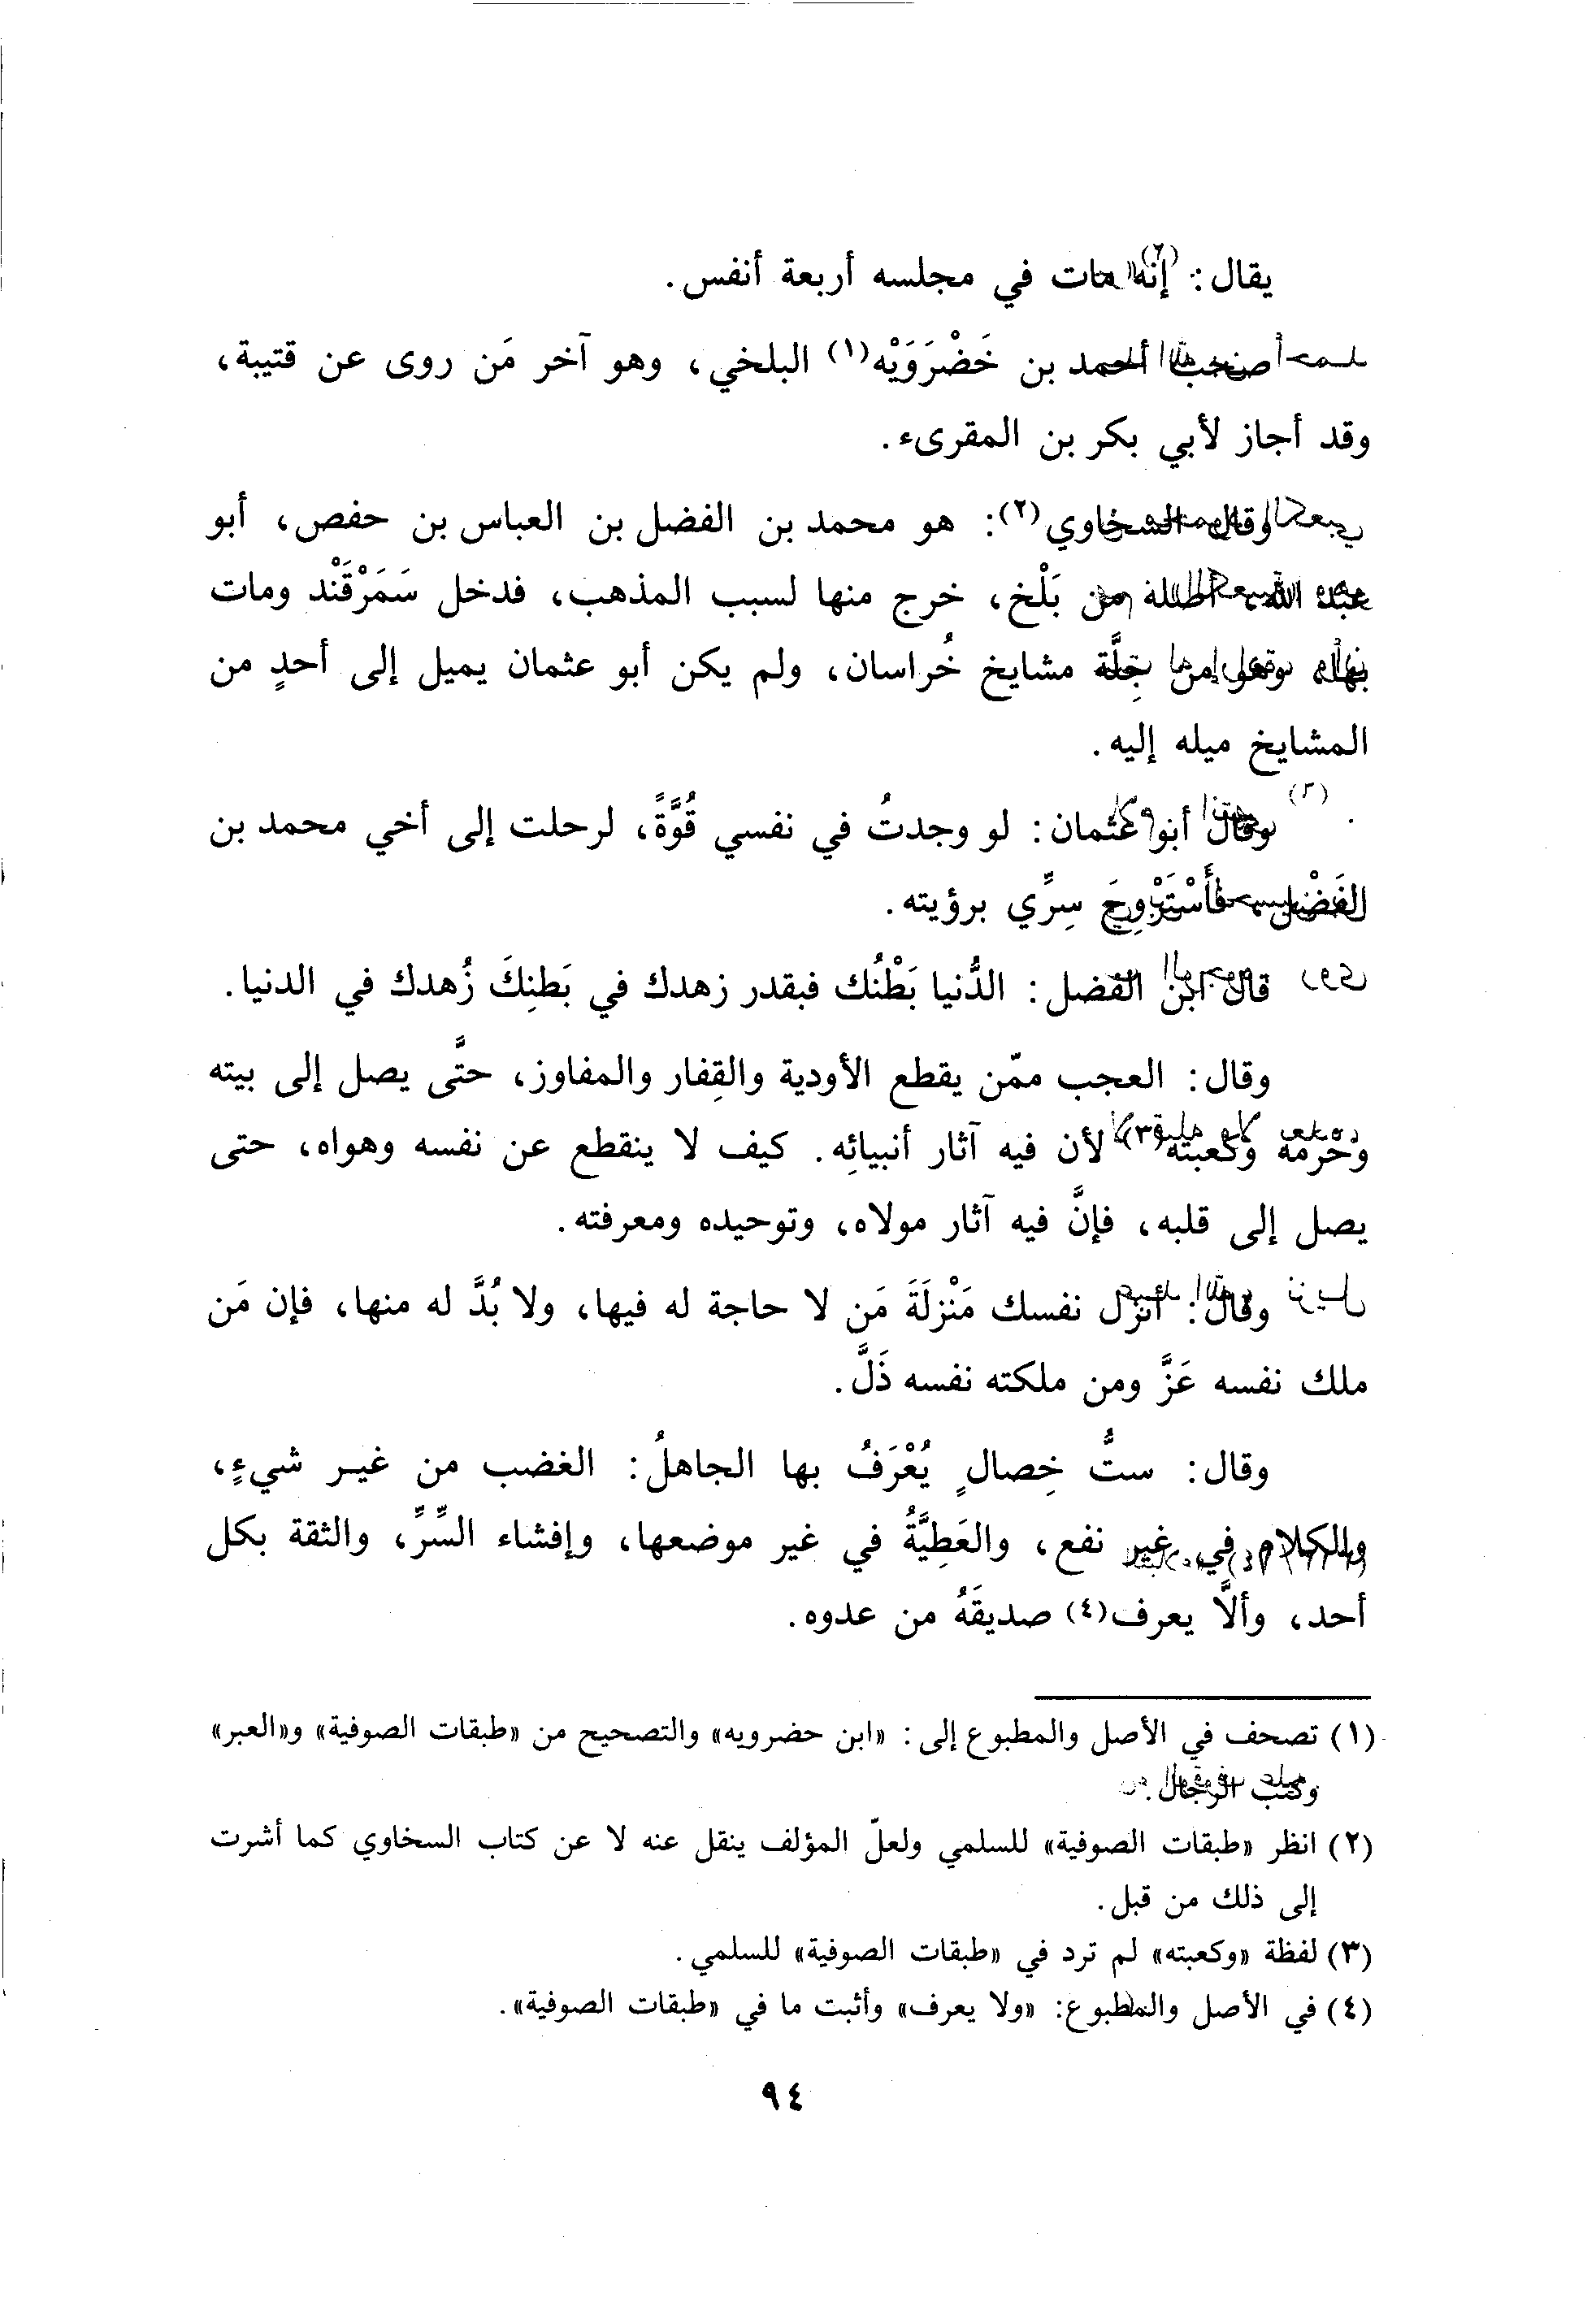 يقال: إنه مات في مجلسه أربعة أنفس.
صحب أحمد بن خَضْرَوَيْه(١) البلخي، وهو آخر مَن روى عن قتيبة،
وقد أجاز لأبي بكر بن المقرىء.
وقال السخاوي(٢): هو محمد بن الفضل بن العباس بن حفص، أبو
عبد الله، أصله من بَلْخ، خرج منها لسبب المذهب، فدخل سَمَرْقَنْد ومات
بها، وهو من جِلَّة مشايخ خُراسان، ولم يكن أبو عثمان يميل إلى أحدٍ من
المشايخ ميله إليه.
وقال أبو عثمان: لو وجدتُ في نفسي قُوَّةً، لرحلت إلى أخي محمد بن
الفَضْل، فأَسْتَرْوِحَ سِرِّي برؤيته.
قال ابن الفضل: الدُّنيا بَطْنُك فبقدر زهدك في بَطنِكَ زُهدك في الدنيا.
وقال: العجب ممّن يقطع الأودية والقِفار والمفاوز، حتَّى يصل إلى بيته
وحرمه وكعبته(٣) لأن فيه آثار أنبيائِه. كيف لا ينقطع عن نفسه وهواه، حتى
يصل إلى قلبه، فإنَّ فيه آثار مولاه، وتوحيده ومعرفته.
وقال: أنزل نفسك مَنْزلَةَ مَن لا حاجة له فيها، ولا بُدَّ له منها، فإن مَن
ملك نفسه عَزَّ ومن ملكته نفسه ذَلَّ.
وقال: ستُّ خِصالٍ يُعْرَفُ بها الجاهلُ: الغضب من غير شيءٍ،
والكلام في غير نفع، والعَطِيَّةُ في غير موضعها، وإفشاء السِّرِّ، والثقة بكل
أحد، وألَّا يعرف(٤) صديقَهُ من عدوه.
(١) تصحف في الأصل والمطبوع إلى: «ابن حضرويه» والتصحيح من «طبقات الصوفية» و«العبر»
وكتب الرجال.
(٢) انظر «طبقات الصوفية» للسلمي ولعلّ المؤلف ينقل عنه لا عن كتاب السخاوي كما أشرت
إلى ذلك من قبل.
(٣) لفظة «وكعبته» لم ترد في «طبقات الصوفية» للسلمي.
(٤) في الأصل والمطبوع: «ولا يعرف» وأثبت ما في «طبقات الصوفية».
٩٤